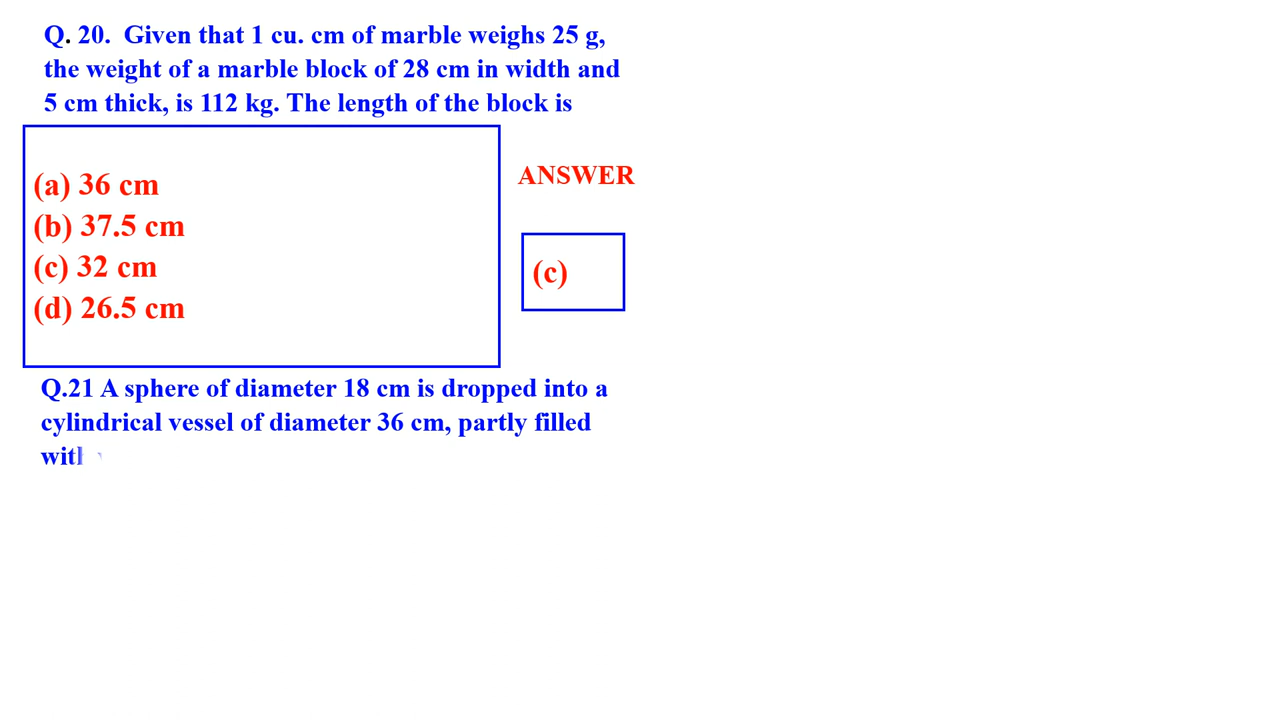 Q. 20. Given that 1 cu. cm of marble weighs 25 g,
the weight of a marble block of 28 cm in width and
5 cm thick, is 112 kg. The length of the block is
(a) 36 cm
(b) 37.5 cm
(c) 32 cm
(d) 26.5 cm
ANSWER
(c)
Q.21 A sphere of diameter 18 cm is dropped into a
cylindrical vessel of diameter 36 cm, partly filled